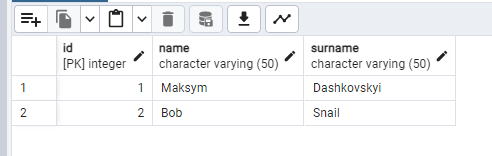 id name surname
[PK] integer character varying (50) character varying (50)
1 1 Maksym Dashkovskyi
2 2 Bob Snail